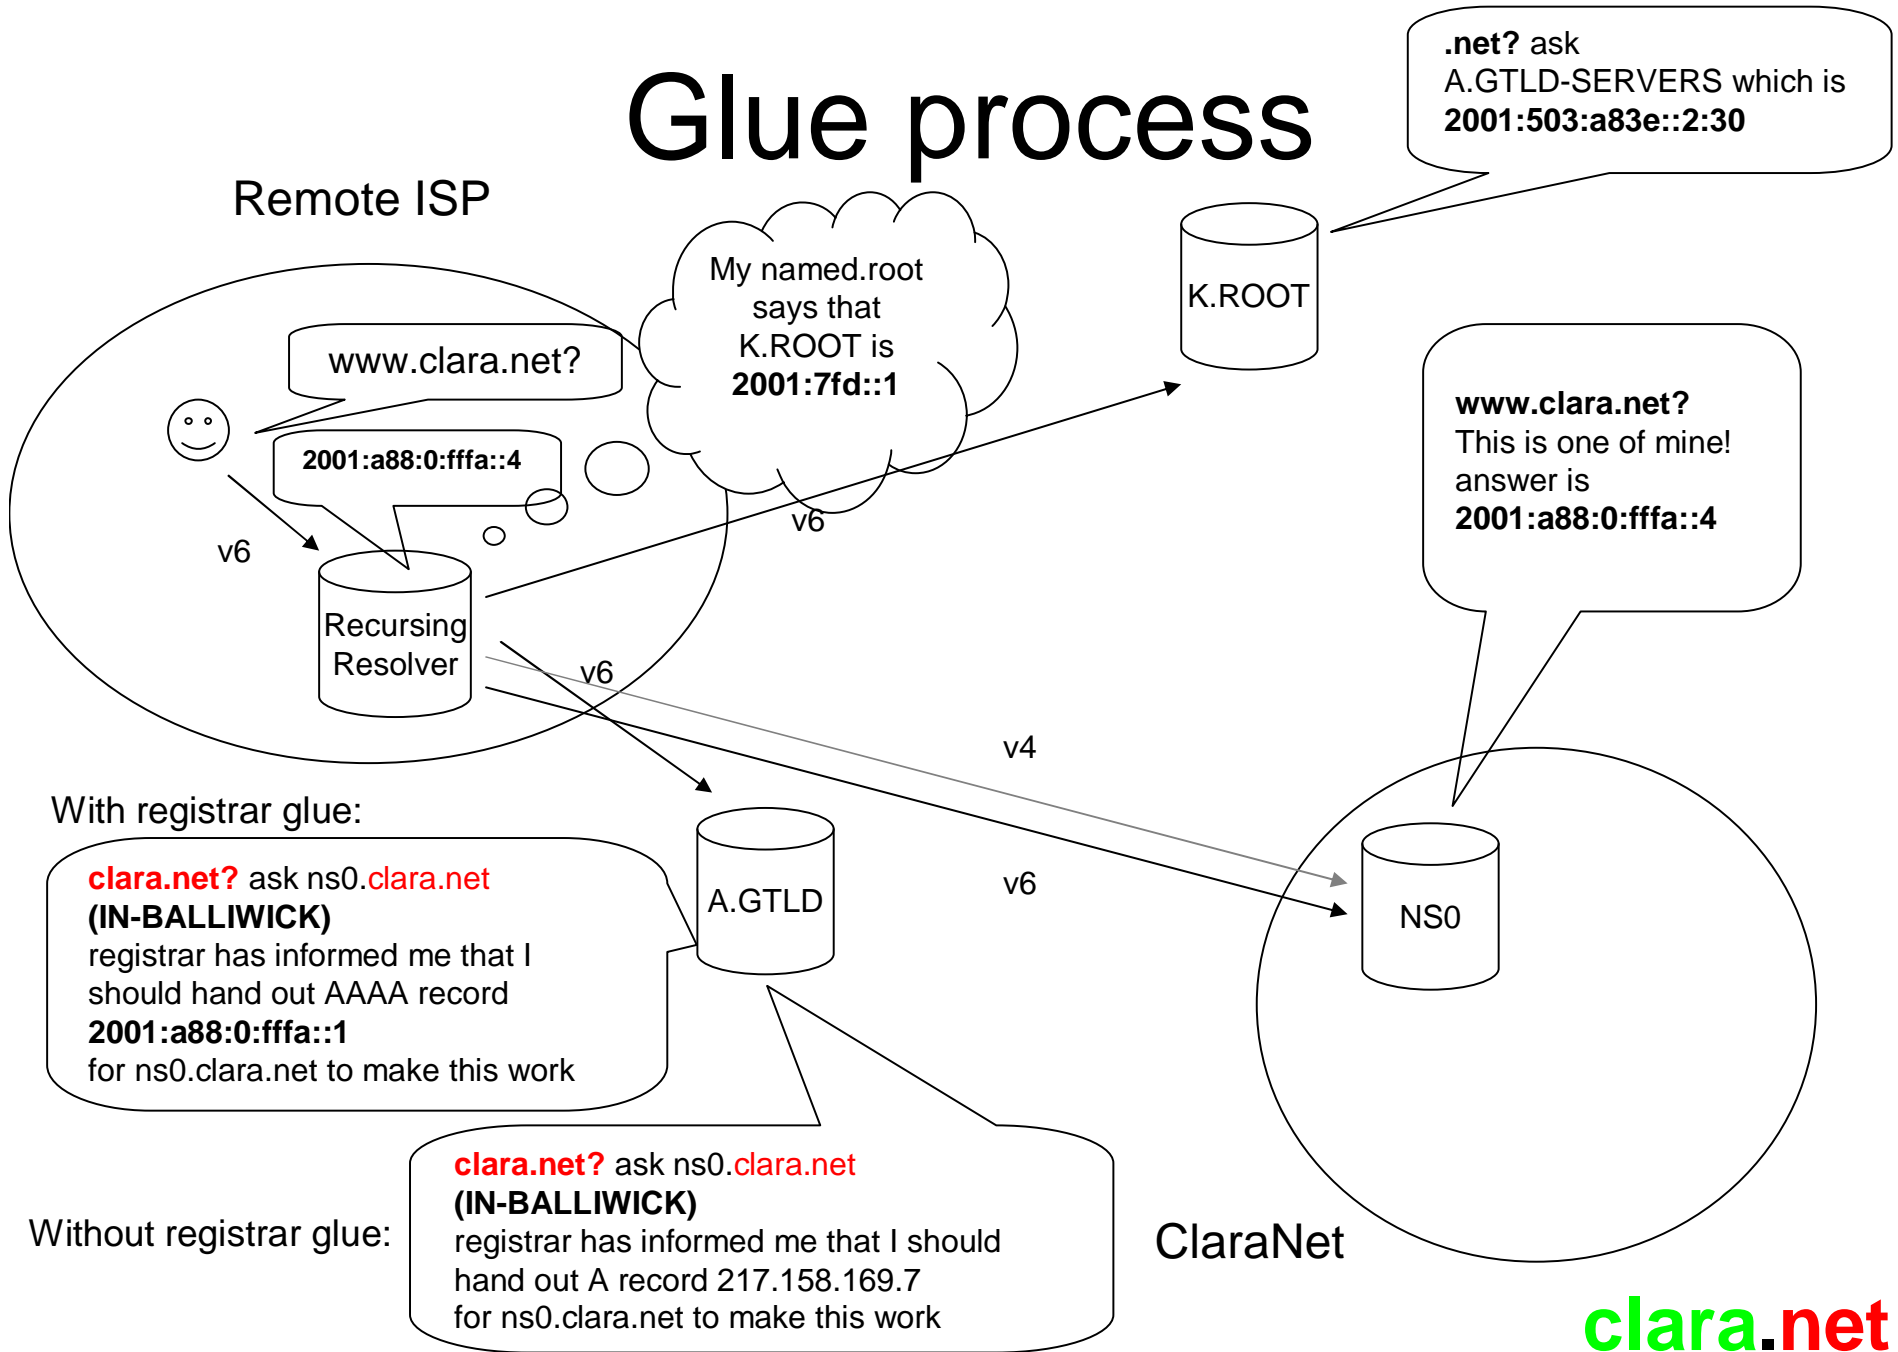 Glue process
.net? ask
A.GTLD-SERVERS which is
2001:503:a83e::2:30
Remote ISP
My named.root
says that
K.ROOT is
2001:7fd::1
K.ROOT
www.clara.net?
2001:a88:0:fffa::4
www.clara.net?
This is one of mine!
answer is
2001:a88:0:fffa::4
v6
v6
Recursing
Resolver
v6
v4
v6
With registrar glue:
clara.net? ask ns0.clara.net
(IN-BALLIWICK)
registrar has informed me that I
should hand out AAAA record
2001:a88:0:fffa::1
for ns0.clara.net to make this work
A.GTLD
NS0
Without registrar glue:
clara.net? ask ns0.clara.net
(IN-BALLIWICK)
registrar has informed me that I should
hand out A record 217.158.169.7
for ns0.clara.net to make this work
ClaraNet
clara.net